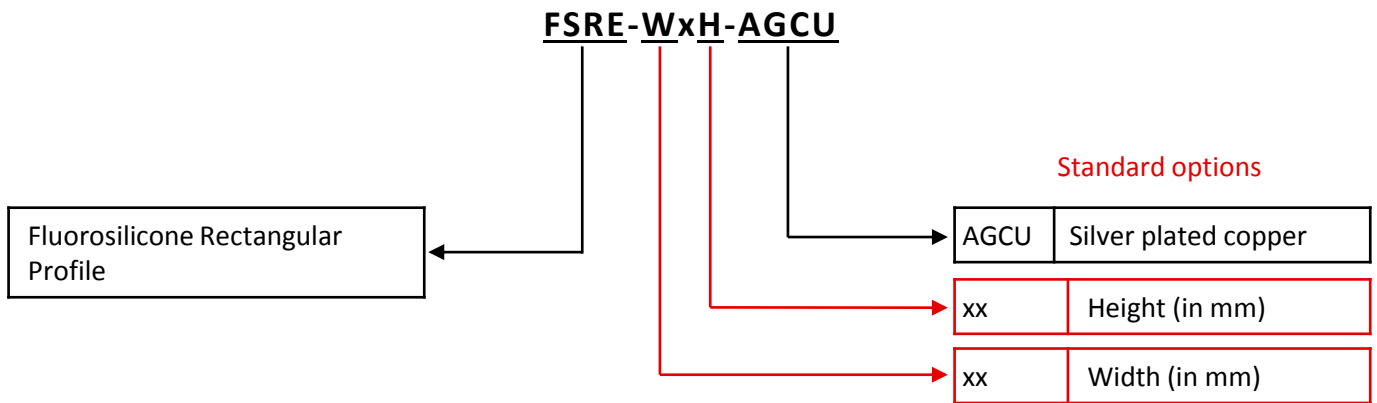 FSRE-WxH-AGCU
Standard options
Fluorosilicone Rectangular
Profile
AGCU Silver plated copper
xx Height (in mm)
xx Width (in mm)